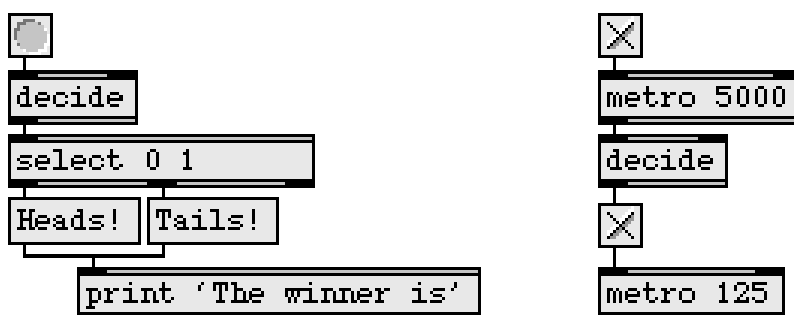 decide
select 0 1
Heads!
Tails!
print ‘The winner is’
metro 5000
decide
metro 125